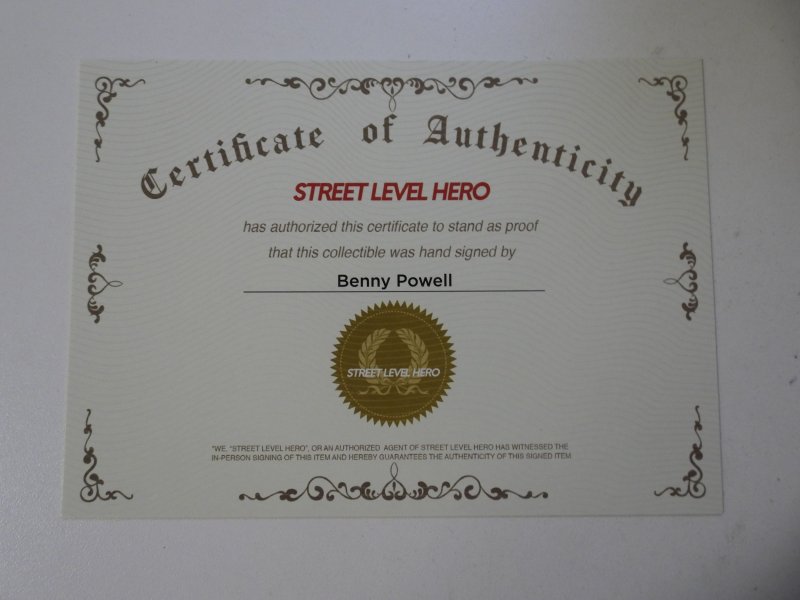 Certificate of Authenticity
STREET LEVEL HERO
has authorized this certificate to stand as proof
that this collectible was hand signed by
Benny Powell
STREET LEVEL HERO
"WE, "STREET LEVEL HERO", OR AN AUTHORIZED AGENT OF STREET LEVEL HERO HAS WITNESSED THE
IN-PERSON SIGNING OF THIS ITEM AND HEREBY GUARANTEES THE AUTHENTICITY OF THIS SIGNED ITEM